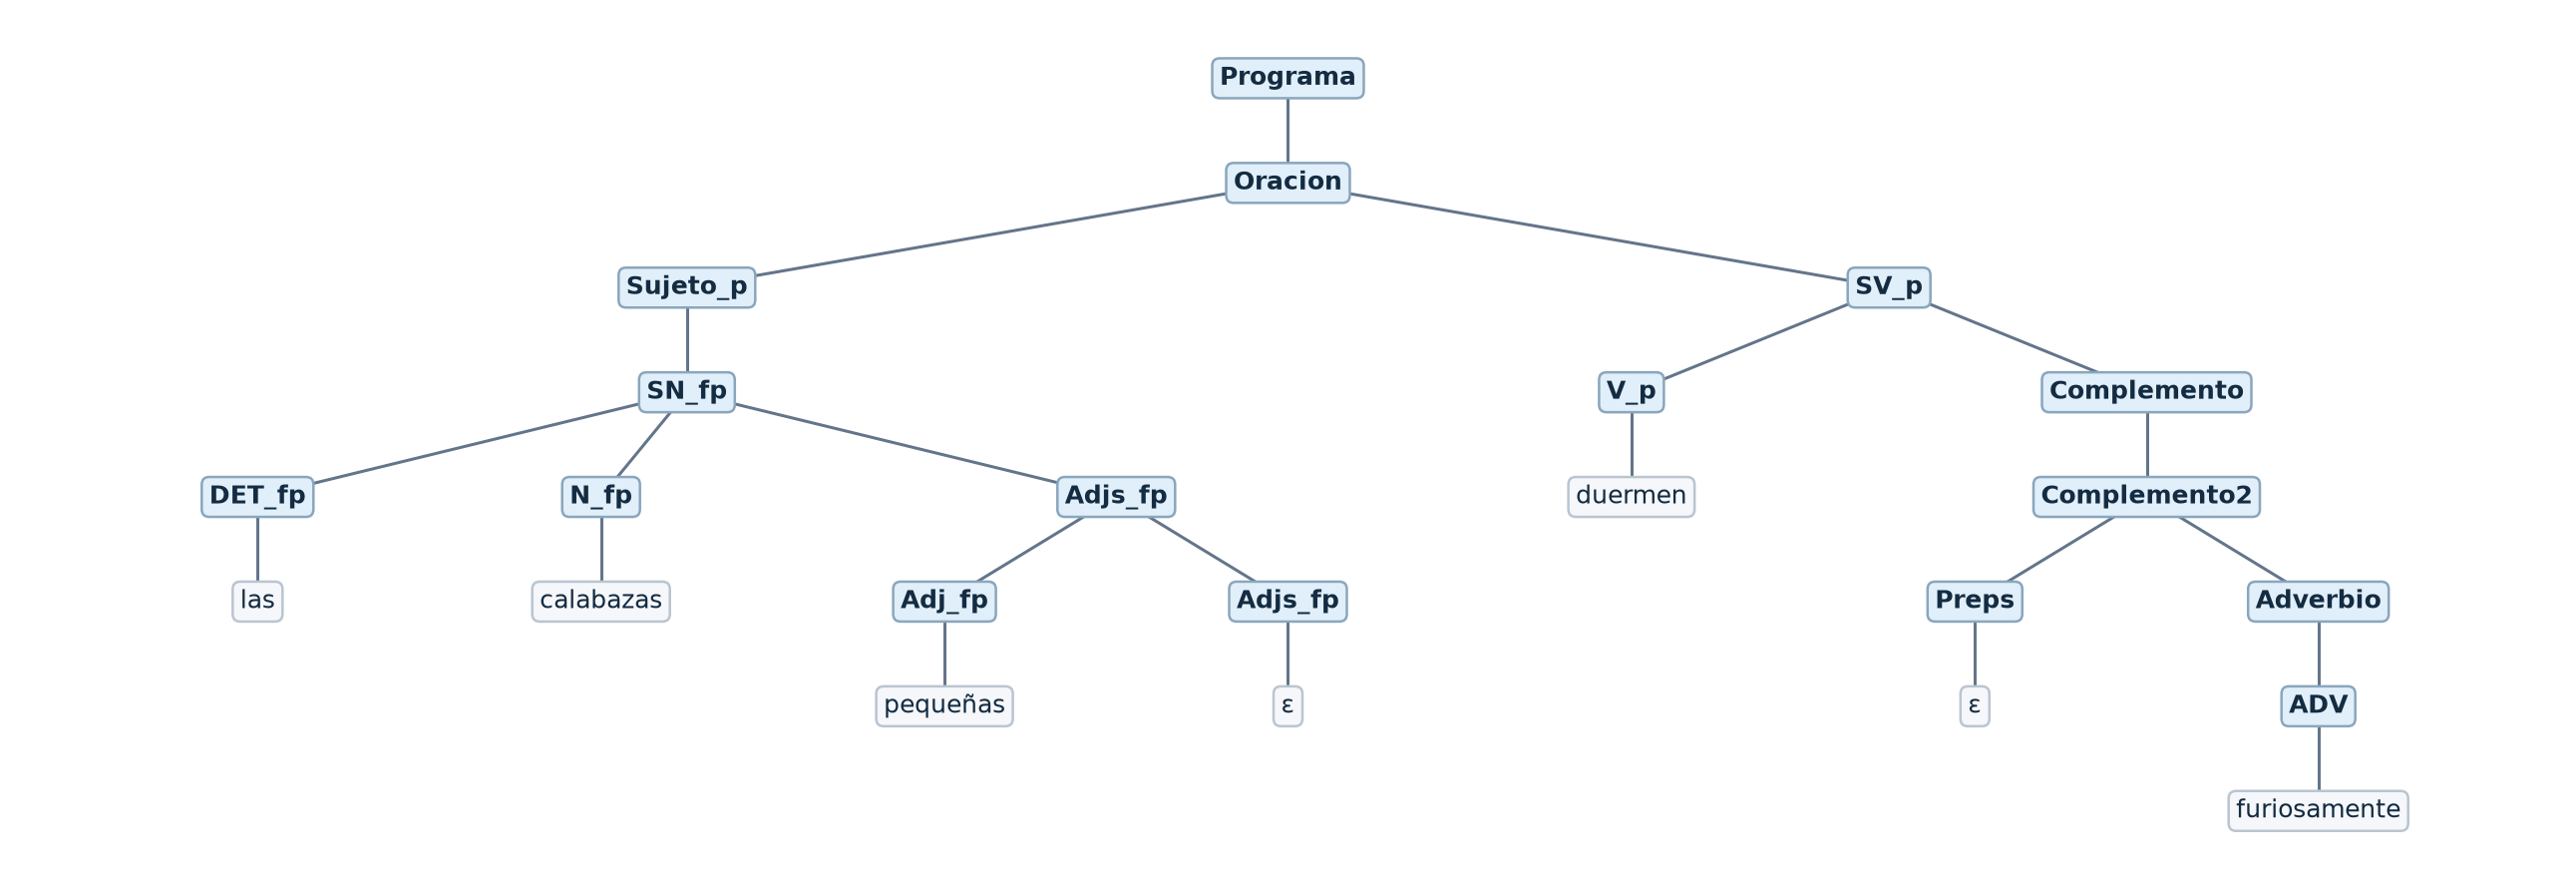 Programa
Oracion
Sujeto_p SV_p
SN_fp V_p Complemento
DET_fp N_fp Adjs_fp duermen Complemento2
las calabazas Adj_fp Adjs_fp Preps Adverbio
pequeñas ε ε ADV
furiosamente